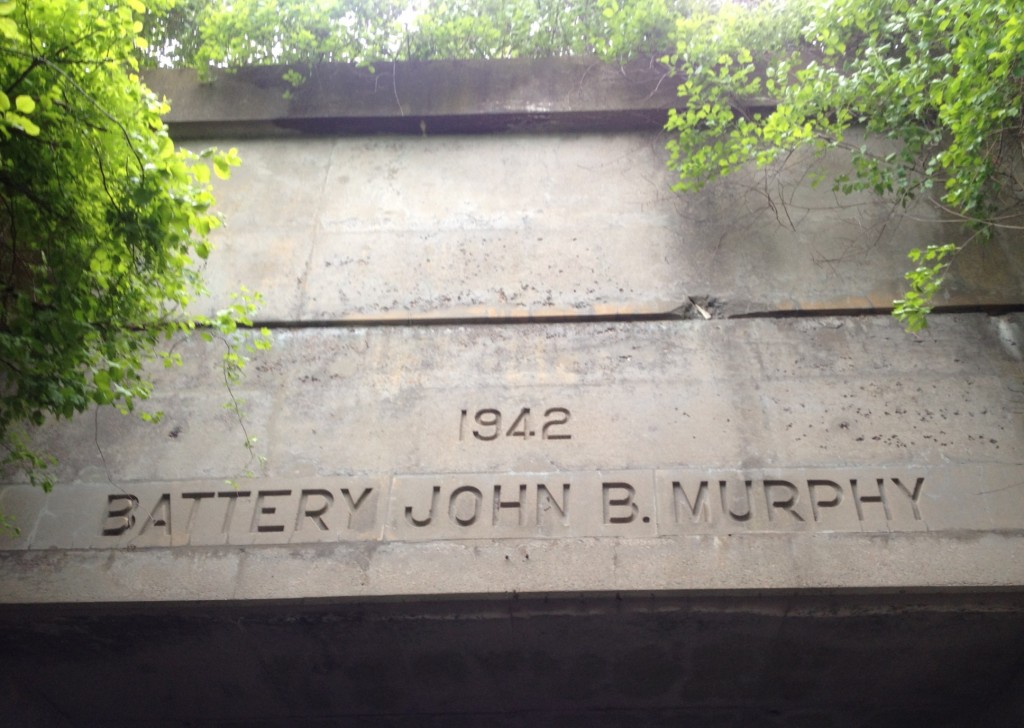 1942
BATTERY JOHN B. MURPHY